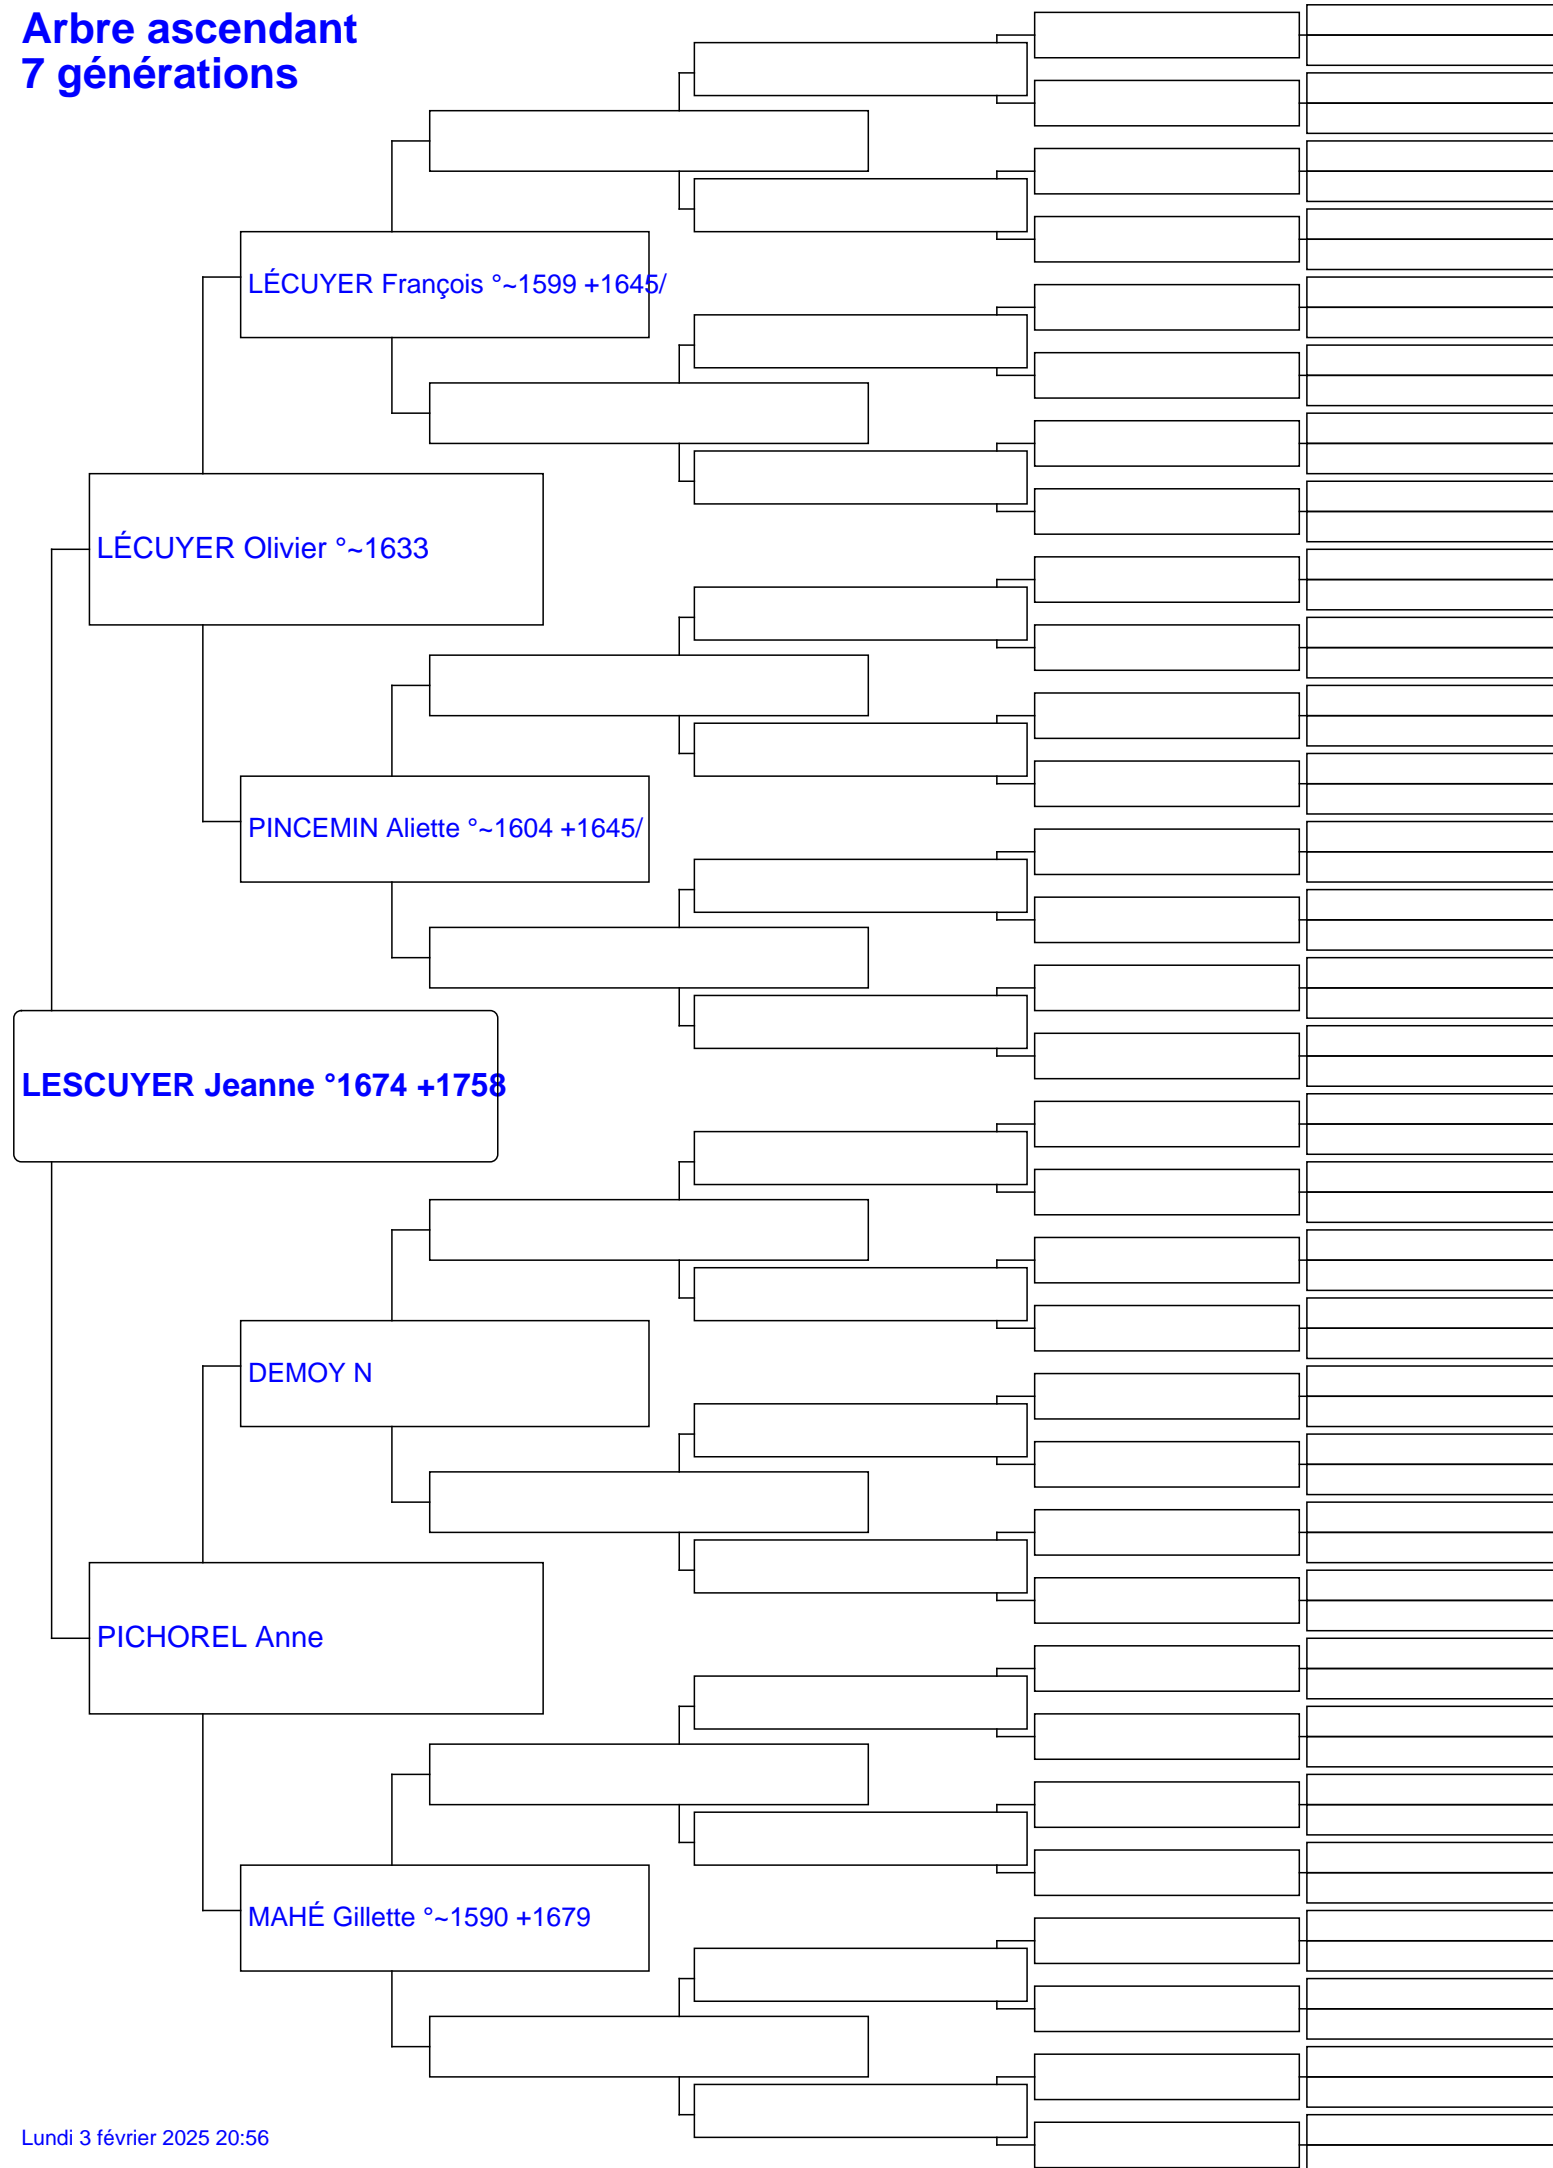 Arbre ascendant
7 générations
LÉCUYER François °~1599 +1645/
LÉCUYER Olivier °~1633
PINCEMIN Aliette °~1604 +1645/
LESCUYER Jeanne °1674 +1758
DEMOY N
PICHOREL Anne
MAHÉ Gillette °~1590 +1679
Lundi 3 février 2025 20:56